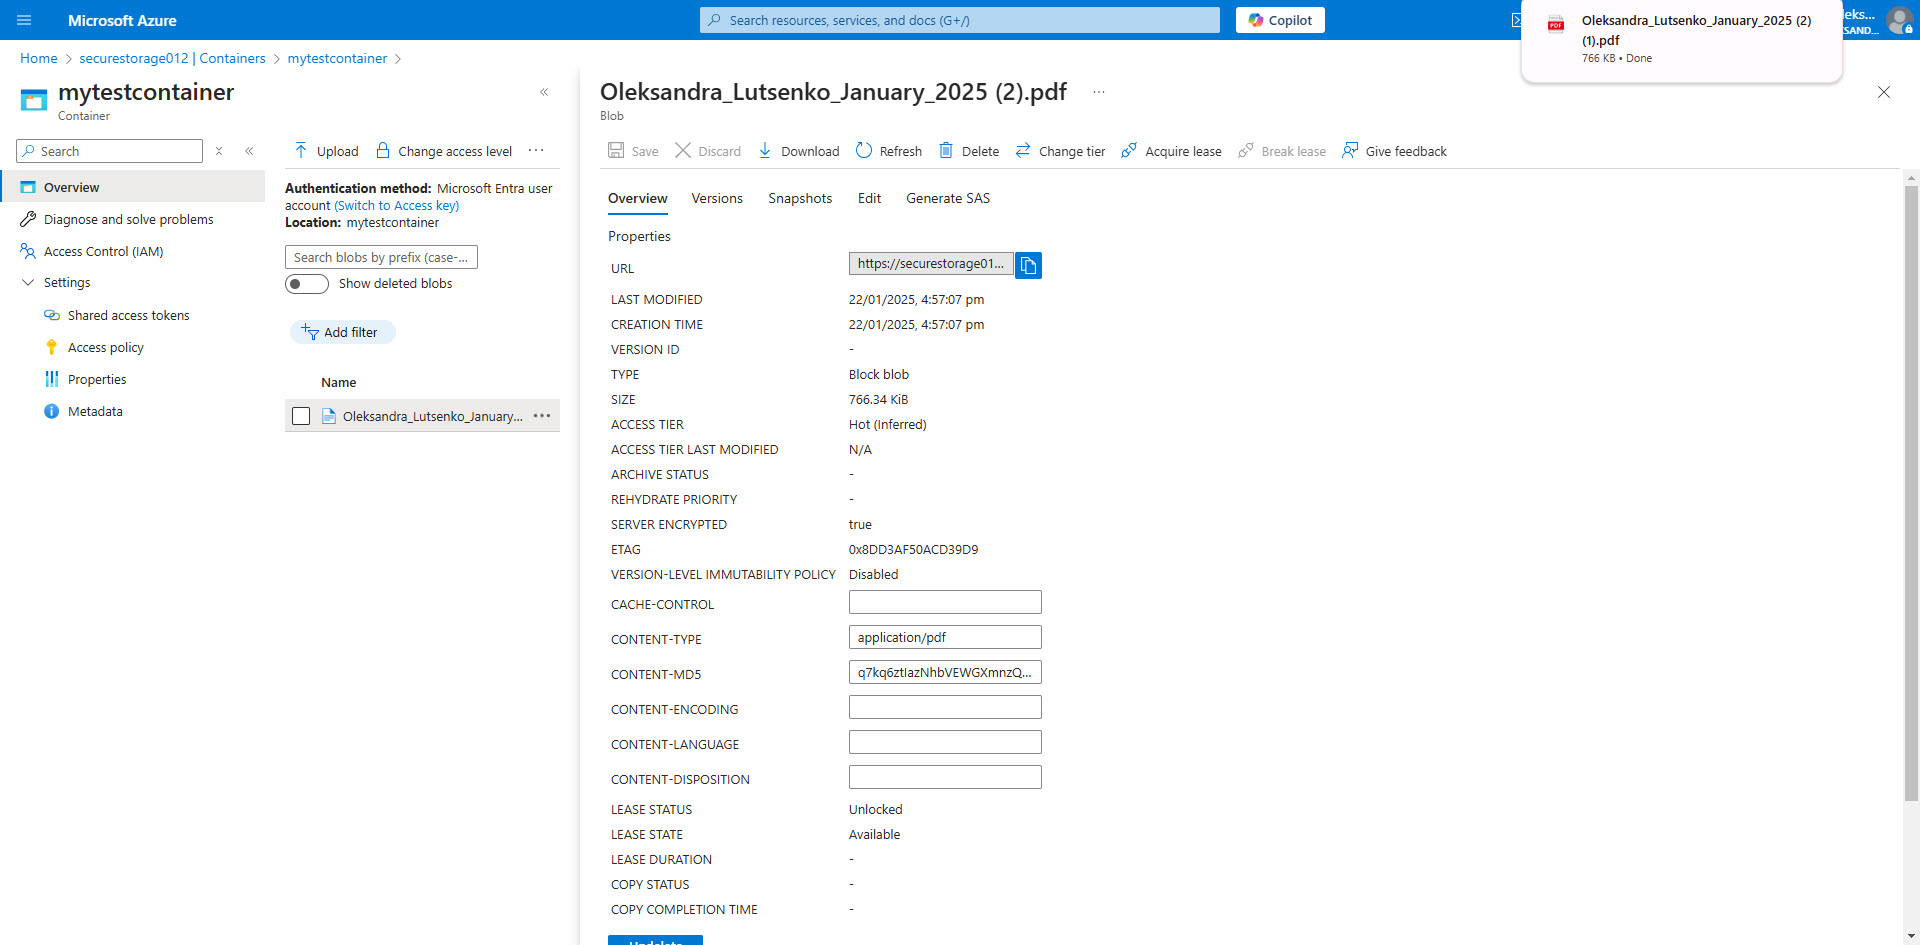 Microsoft Azure
Search resources, services, and docs (G+/)
Copilot
Oleksandra_Lutsenko_January_2025 (2)
(1).pdf
766 KB • Done
eks...
SAND...
Home > securestorage012 | Containers > mytestcontainer >
mytestcontainer
Container
Search
Overview
Diagnose and solve problems
Access Control (IAM)
Settings
Shared access tokens
Access policy
Properties
Metadata
Upload
Change access level
...
Authentication method: Microsoft Entra user
account (Switch to Access key)
Location: mytestcontainer
Search blobs by prefix (case-...
Show deleted blobs
Add filter
Name
Oleksandra_Lutsenko_January...
Oleksandra_Lutsenko_January_2025 (2).pdf
Blob
Save Discard Download Refresh Delete Change tier Acquire lease Break lease Give feedback
Overview Versions Snapshots Edit Generate SAS
Properties
URL https://securestorage01...
LAST MODIFIED 22/01/2025, 4:57:07 pm
CREATION TIME 22/01/2025, 4:57:07 pm
VERSION ID -
TYPE Block blob
SIZE 766.34 KiB
ACCESS TIER Hot (Inferred)
ACCESS TIER LAST MODIFIED N/A
ARCHIVE STATUS -
REHYDRATE PRIORITY -
SERVER ENCRYPTED true
ETAG 0x8DD3AF50ACD39D9
VERSION-LEVEL IMMUTABILITY POLICY Disabled
CACHE-CONTROL
CONTENT-TYPE application/pdf
CONTENT-MD5 q7kq6ztIazNhbVEWGXmnzQ...
CONTENT-ENCODING
CONTENT-LANGUAGE
CONTENT-DISPOSITION
LEASE STATUS Unlocked
LEASE STATE Available
LEASE DURATION -
COPY STATUS -
COPY COMPLETION TIME -